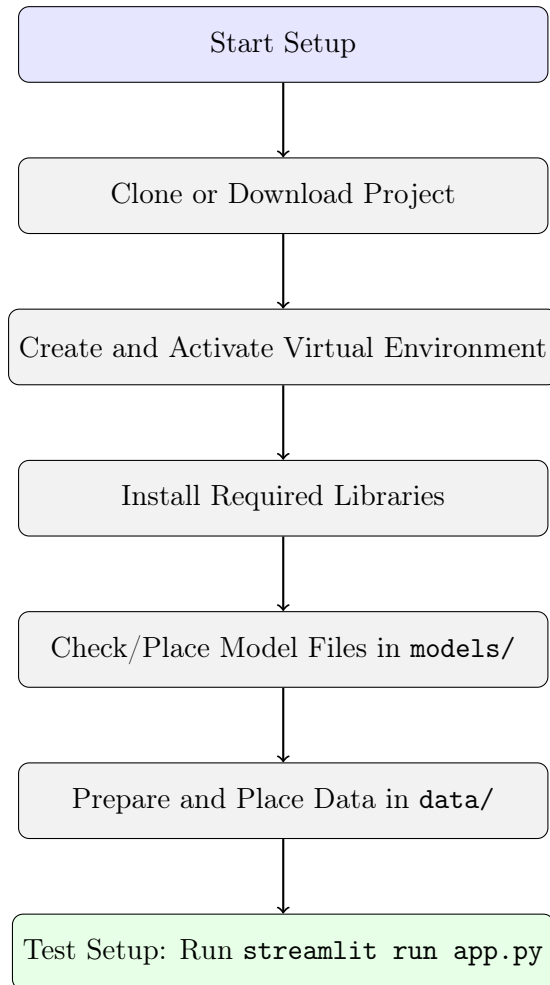 Start Setup
Clone or Download Project
Create and Activate Virtual Environment
Install Required Libraries
Check/Place Model Files in models/
Prepare and Place Data in data/
Test Setup: Run streamlit run app.py